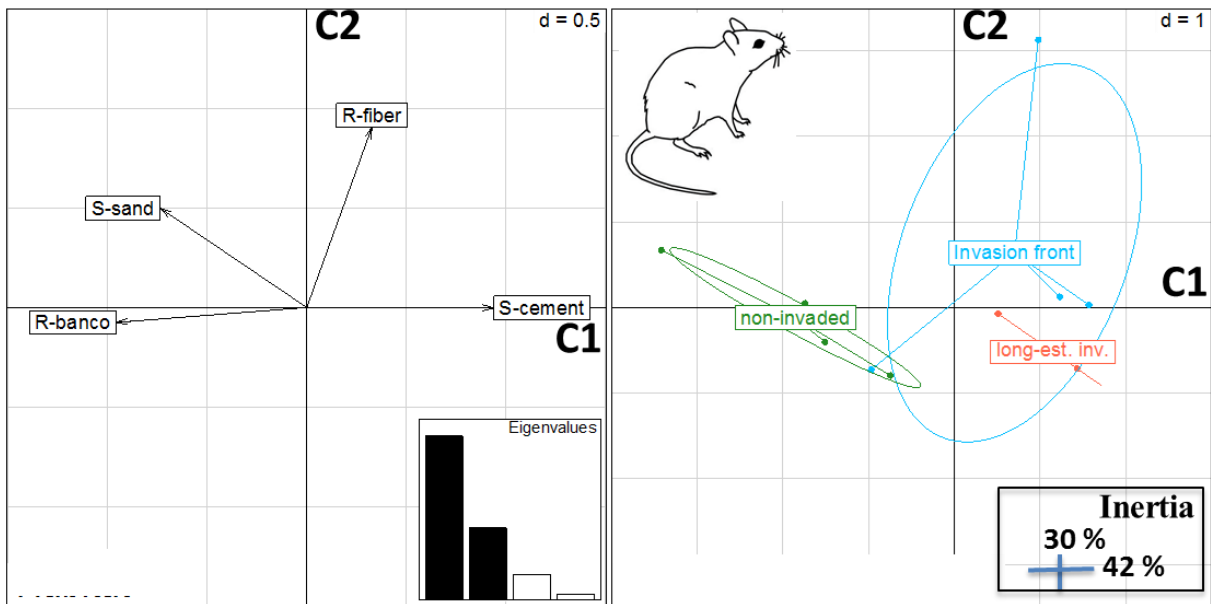 C2
d = 0.5
R-fiber
S-sand
R-banco
S-cement
C1
Eigenvalues
C2
d = 1
Invasion front
C1
non-invaded
long-est. inv.
Inertia
30 %
42 %